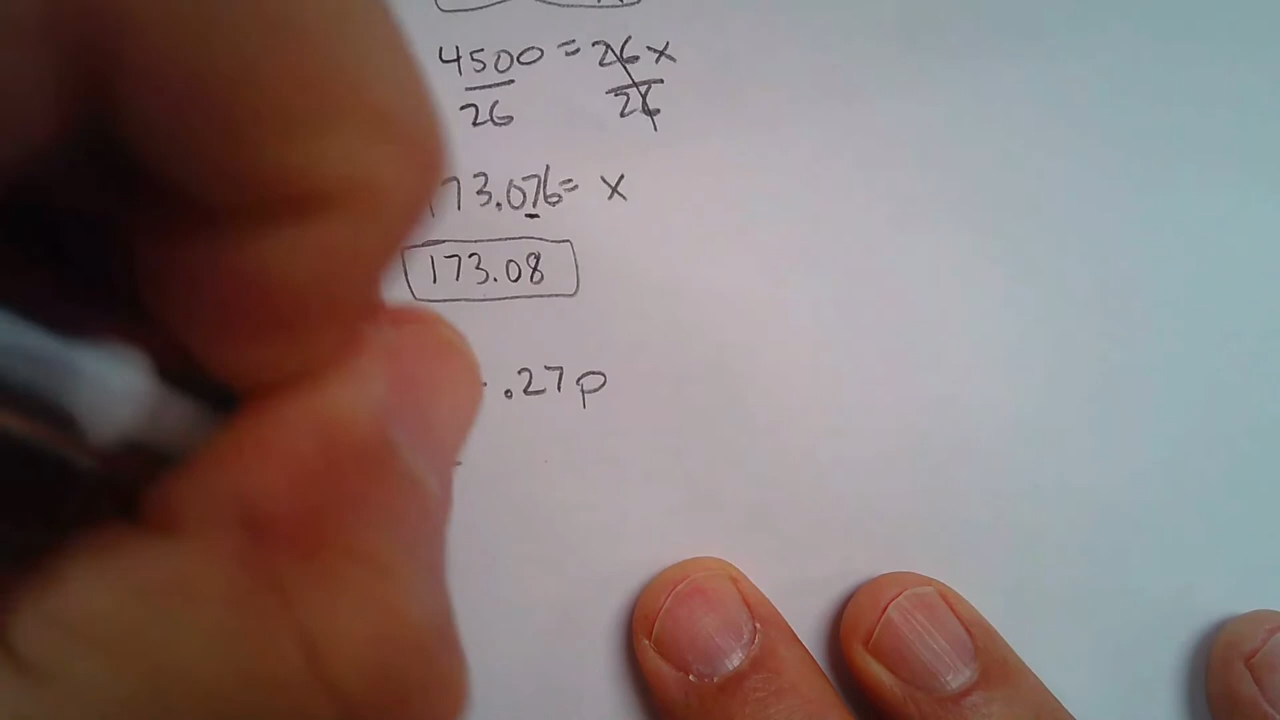 4500 = 26x
26 26
173.076 = x
173.08
.27p